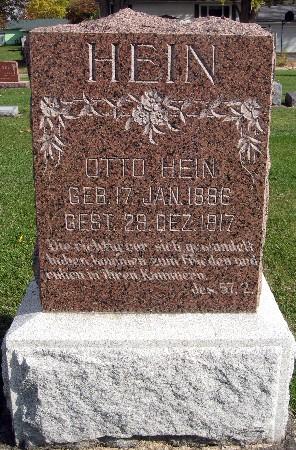 HEIN
OTTO HEIN
GEB. 17. JAN. 1886
GEST. 29. DEZ. 1917
Die richtig vor sich gewandelt
haben, kommen zum Frieden und
ruhen in Ihren Kammern.
Jes. 57, 2.